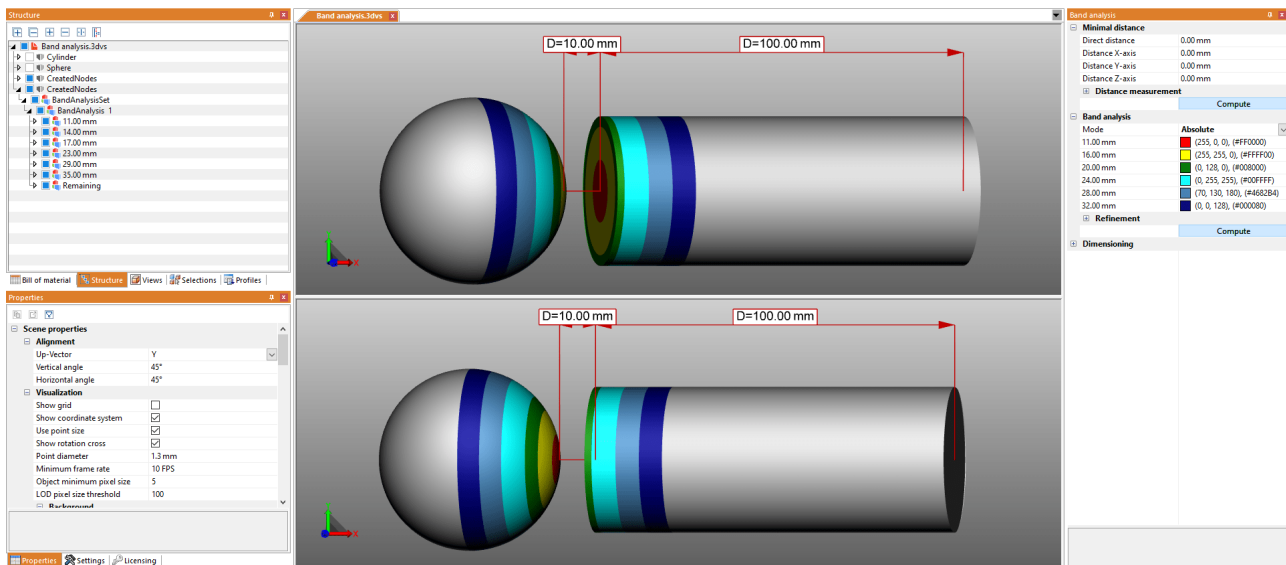 Structure
Band analysis.3dvs
Cylinder
Sphere
CreatedNodes
CreatedNodes
BandAnalysisSet
BandAnalysis 1
11.00 mm
14.00 mm
17.00 mm
23.00 mm
29.00 mm
35.00 mm
Remaining
Bill of material
Structure
Views
Selections
Profiles
Properties
Scene properties
Alignment
Up-Vector Y
Vertical angle 45°
Horizontal angle 45°
Visualization
Show grid
Show coordinate system
Use point size
Show rotation cross
Point diameter 1.3 mm
Minimum frame rate 10 FPS
Object minimum pixel size 5
LOD pixel size threshold 100
Background
Properties
Settings
Licensing
Band analysis.3dvs
D=10.00 mm
D=100.00 mm
X
D=10.00 mm
D=100.00 mm
X
Band analysis
Minimal distance
Direct distance 0.00 mm
Distance X-axis 0.00 mm
Distance Y-axis 0.00 mm
Distance Z-axis 0.00 mm
Distance measurement
Compute
Band analysis
Mode Absolute
11.00 mm (255, 0, 0), (#FF0000)
16.00 mm (255, 255, 0), (#FFFF00)
20.00 mm (0, 128, 0), (#008000)
24.00 mm (0, 255, 255), (#00FFFF)
28.00 mm (70, 130, 180), (#4682B4)
32.00 mm (0, 0, 128), (#000080)
Refinement
Compute
Dimensioning